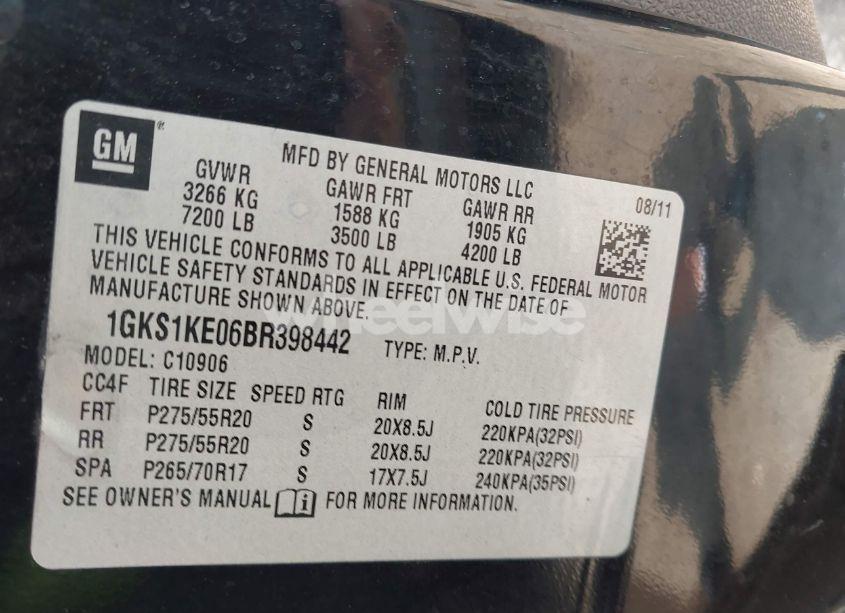 GM®
MFD BY GENERAL MOTORS LLC
08/11
GVWR GAWR FRT GAWR RR
3266 KG 1588 KG 1905 KG
7200 LB 3500 LB 4200 LB
THIS VEHICLE CONFORMS TO ALL APPLICABLE U.S. FEDERAL MOTOR
VEHICLE SAFETY STANDARDS IN EFFECT ON THE DATE OF
MANUFACTURE SHOWN ABOVE.
wheelwise
1GKS1KE06BR398442 TYPE: M.P.V.
MODEL: C10906
CC4F TIRE SIZE SPEED RTG RIM COLD TIRE PRESSURE
FRT P275/55R20 S 20X8.5J 220KPA(32PSI)
RR P275/55R20 S 20X8.5J 220KPA(32PSI)
SPA P265/70R17 S 17X7.5J 240KPA(35PSI)
SEE OWNER'S MANUAL i FOR MORE INFORMATION.